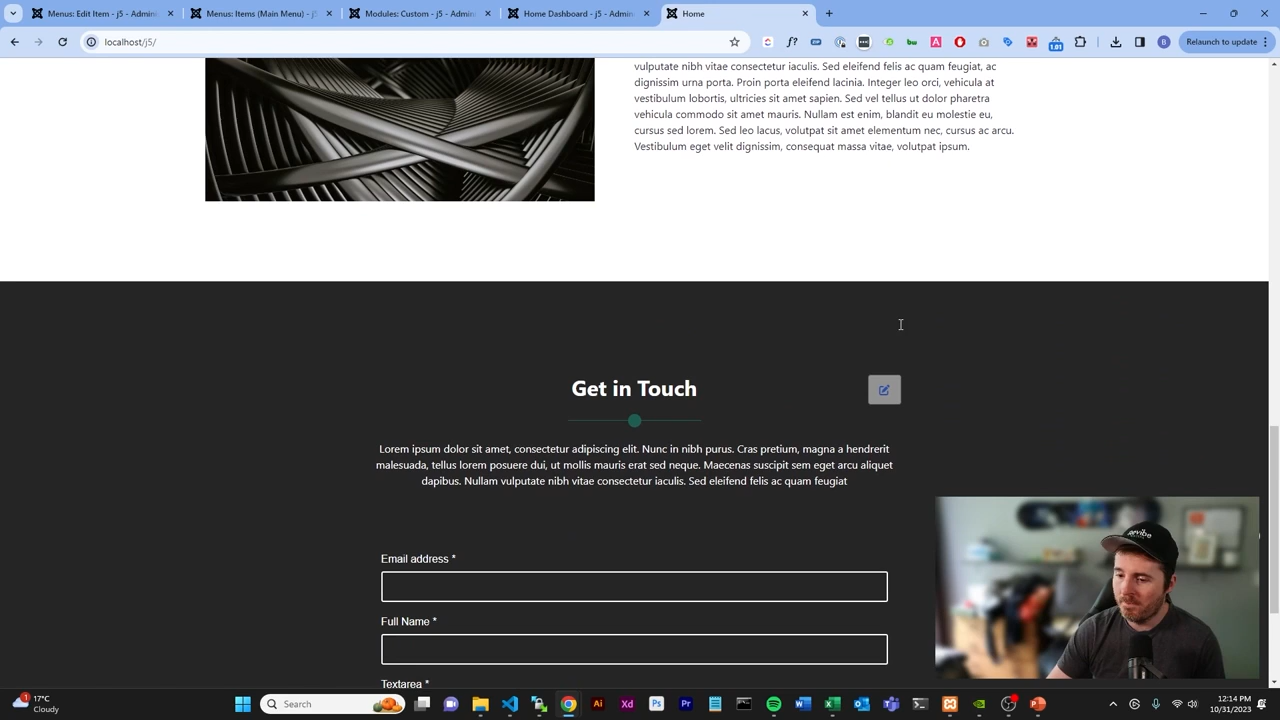 Menus: Edit Item - j5 - Admini
Menus: Items (Main Menu) - j5
Modules: Custom - j5 - Admini
Home Dashboard - j5 - Admini
Home
localhost/j5/
1.01
B
Relaunch to update
vulputate nibh vitae consectetur iaculis. Sed eleifend felis ac quam feugiat, ac
dignissim urna porta. Proin porta eleifend lacinia. Integer leo orci, vehicula at
vestibulum lobortis, ultricies sit amet sapien. Sed vel tellus ut dolor pharetra
vehicula commodo sit amet mauris. Nullam est enim, blandit eu molestie eu,
cursus sed lorem. Sed leo lacus, volutpat sit amet elementum nec, cursus ac arcu.
Vestibulum eget velit dignissim, consequat massa vitae, volutpat ipsum.
Get in Touch
Lorem ipsum dolor sit amet, consectetur adipiscing elit. Nunc in nibh purus. Cras pretium, magna a hendrerit
malesuada, tellus lorem posuere dui, ut mollis mauris erat sed neque. Maecenas suscipit sem eget arcu aliquet
dapibus. Nullam vulputate nibh vitae consectetur iaculis. Sed eleifend felis ac quam feugiat
Email address *
Full Name *
Textarea *
1
17°C
Cloudy
Search
12:14 PM
10/31/2023